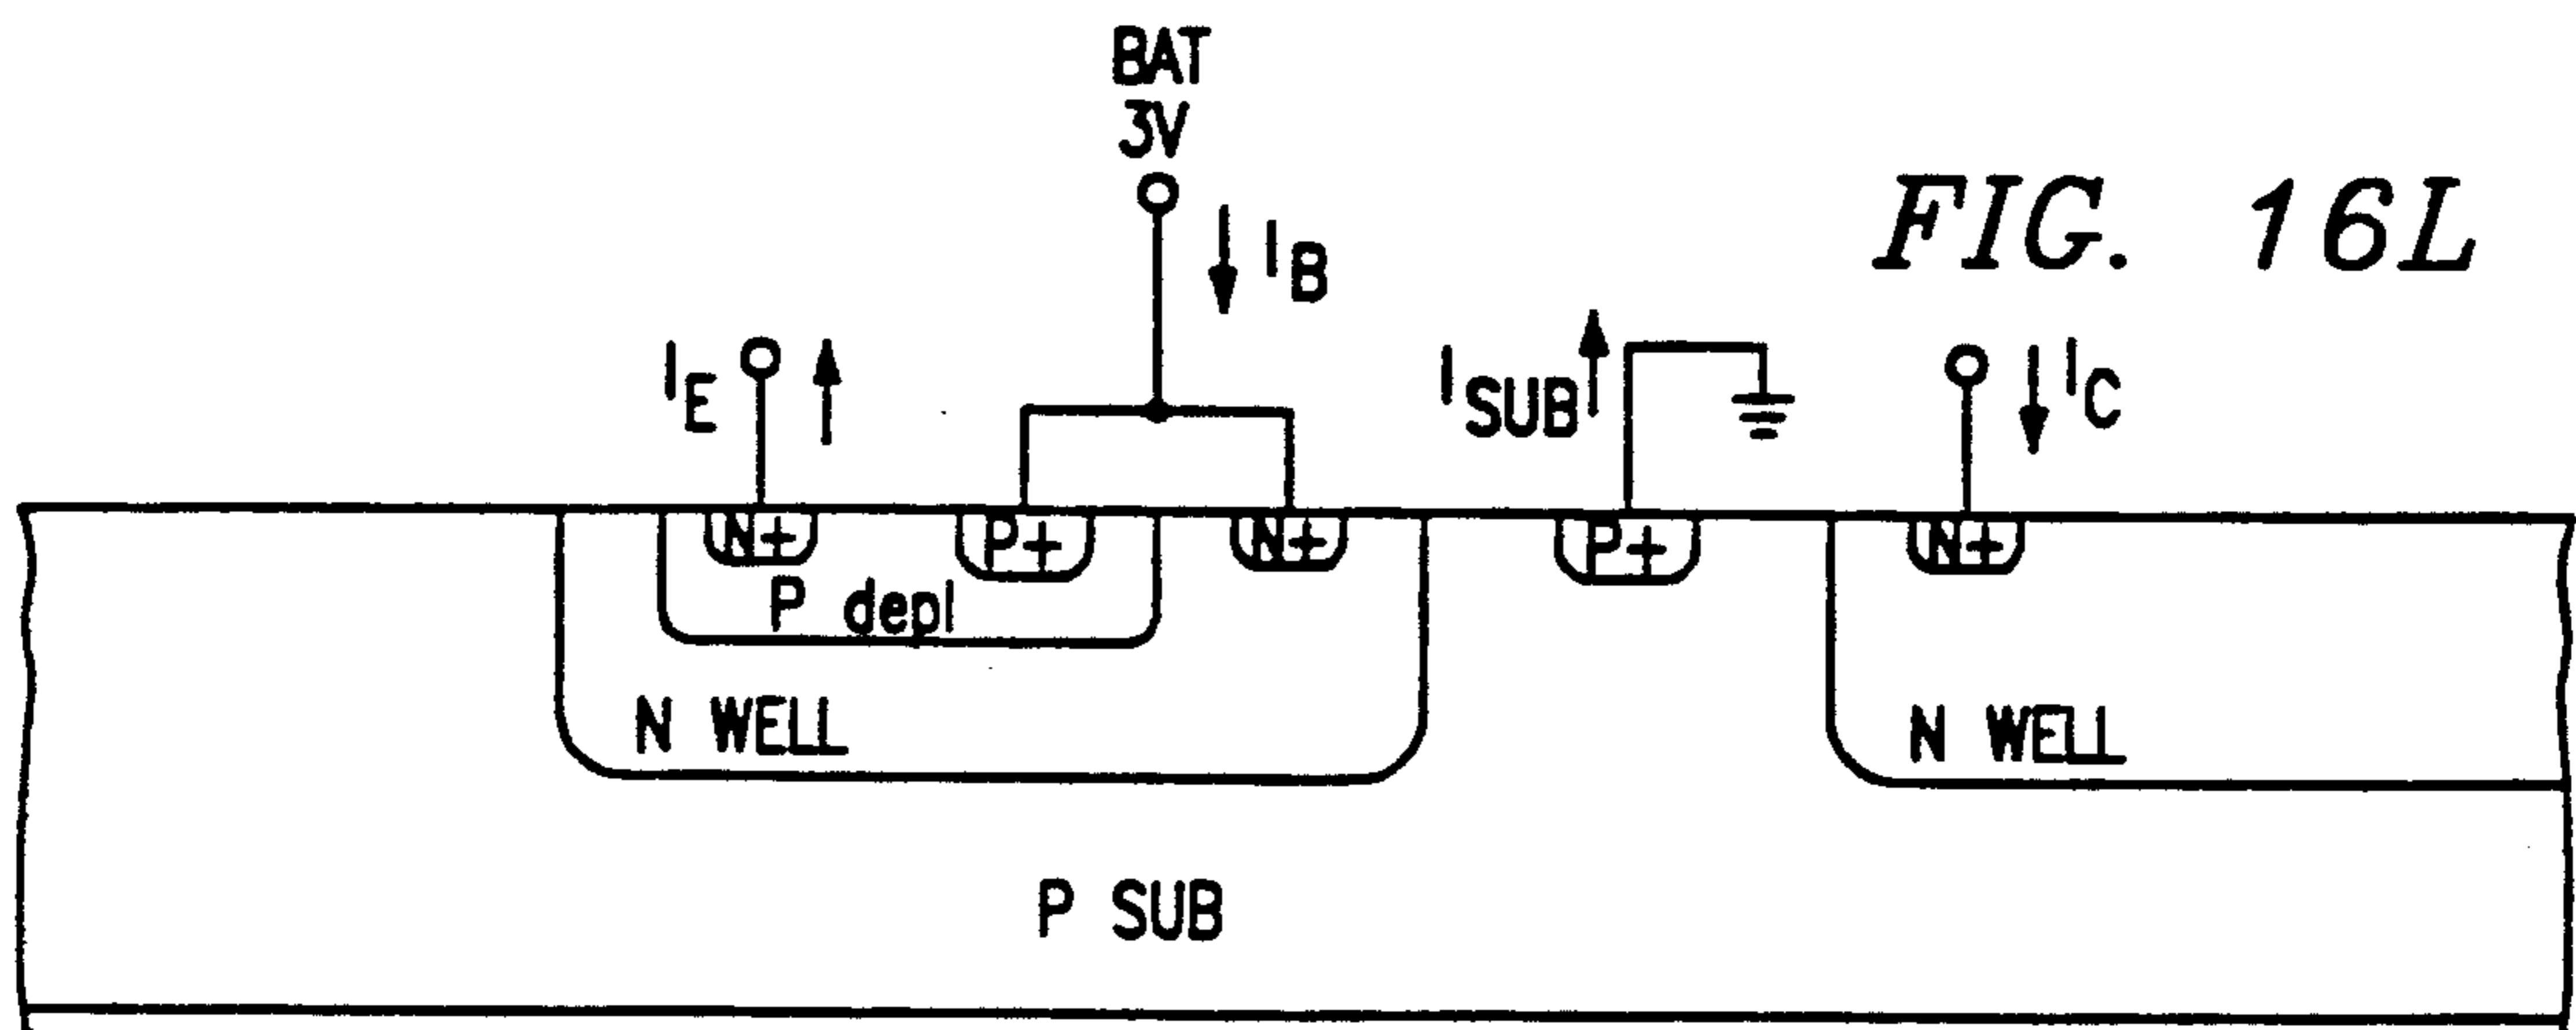 BAT
3V
FIG. 16L
I_B
I_E
I_SUB
I_C
N+
P+
N+
P+
N+
P depl
N WELL
N WELL
P SUB